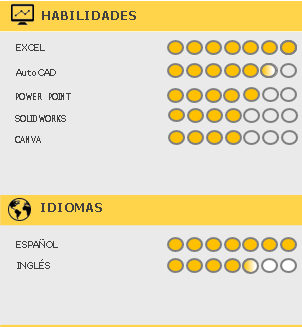 HABILIDADES
EXCEL
AutoCAD
POWER POINT
SOLIDWORKS
CANVA
IDIOMAS
ESPAÑOL
INGLÉS